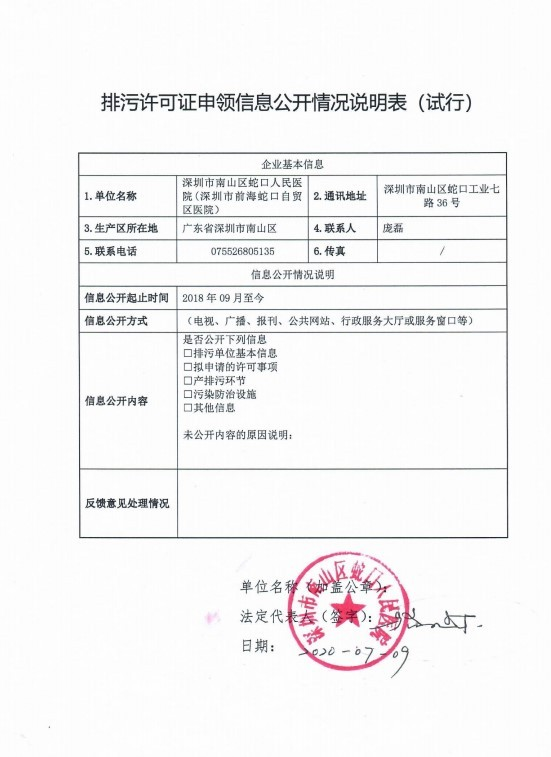 排污许可证申领信息公开情况说明表（试行）
企业基本信息
1.单位名称
深圳市南山区蛇口人民医
院(深圳市前海蛇口自贸
区医院)
2.通讯地址
深圳市南山区蛇口工业七
路36号
3.生产区所在地
广东省深圳市南山区
4.联系人
庞磊
5.联系电话
075526805135
6.传真
/
信息公开情况说明
信息公开起止时间
2018年09月至今
信息公开方式
（电视、广播、报刊、公共网站、行政服务大厅或服务窗口等）
信息公开内容
是否公开下列信息
□排污单位基本信息
□拟申请的许可事项
□产排污环节
□污染防治设施
□其他信息
未公开内容的原因说明：
反馈意见处理情况
单位名称（加盖公章）：
法定代表人（签字）：
日期： 2020-07-09
深圳市南山区蛇口人民医院